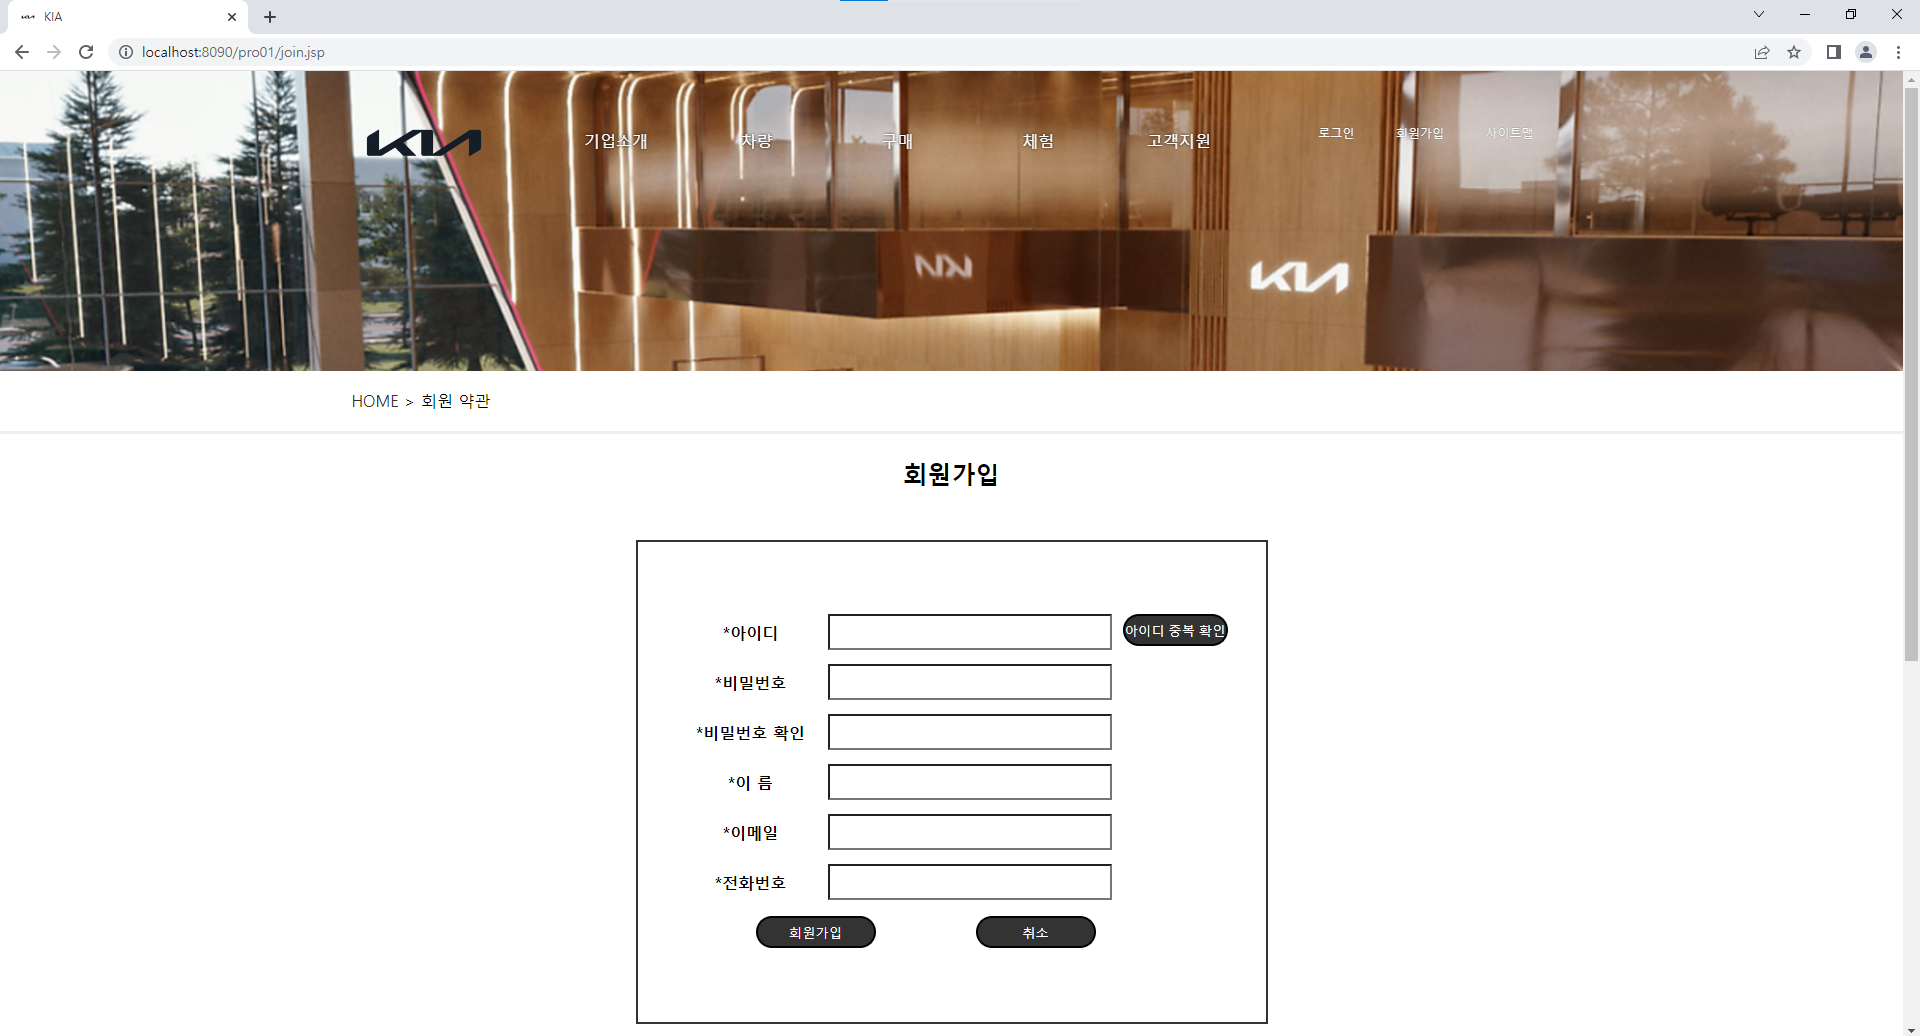 KIA
localhost:8090/pro01/join.jsp
KIA
기업소개
차량
구매
체험
고객지원
로그인
회원가입
사이트맵
KIA
HOME > 회원 약관
회원가입
*아이디
아이디 중복 확인
*비밀번호
*비밀번호 확인
*이 름
*이메일
*전화번호
회원가입
취소